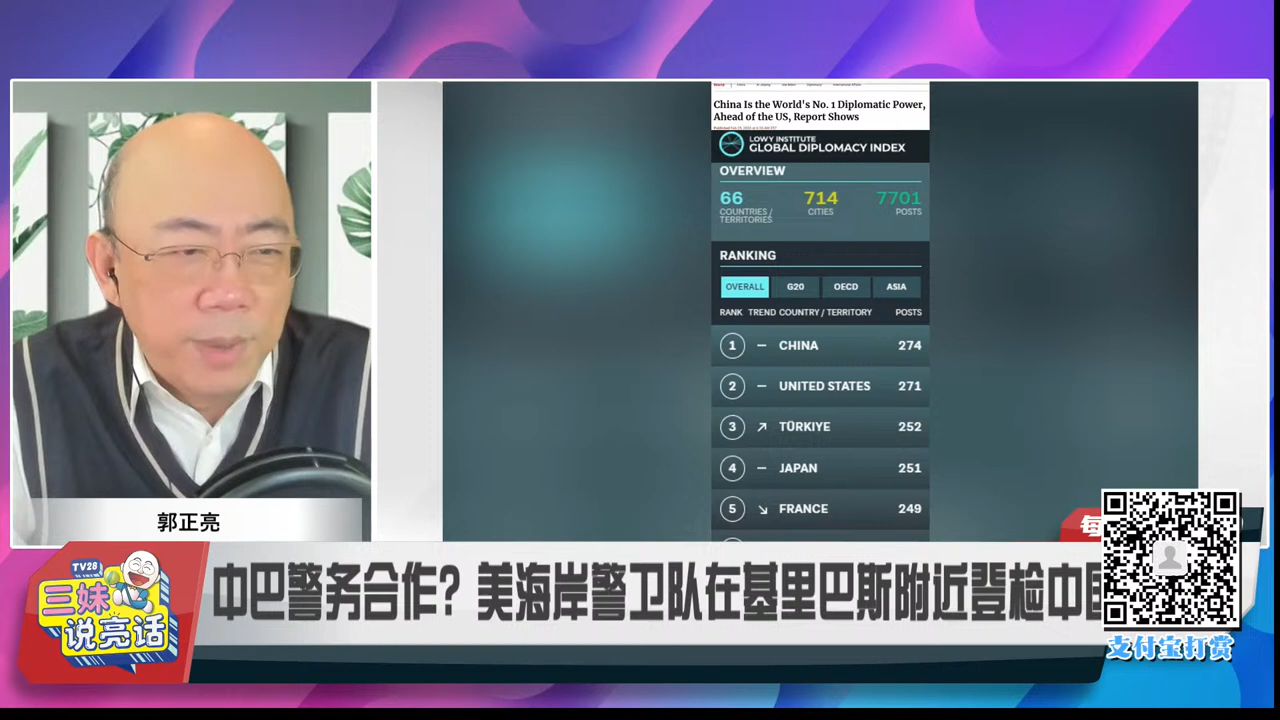 China Is the World's No. 1 Diplomatic Power,
Ahead of the US, Report Shows
LOWY INSTITUTE
GLOBAL DIPLOMACY INDEX
OVERVIEW
66 714 7701
COUNTRIES / TERRITORIES CITIES POSTS
RANKING
OVERALL G20 OECD ASIA
RANK TREND COUNTRY / TERRITORY POSTS
1 – CHINA 274
2 – UNITED STATES 271
3 ↗ TÜRKIYE 252
4 – JAPAN 251
5 ↘ FRANCE 249
郭正亮
每
TV28
三妹
说亮话
中巴警务合作？美海岸警卫队在基里巴斯附近登检中国
支付宝打赏